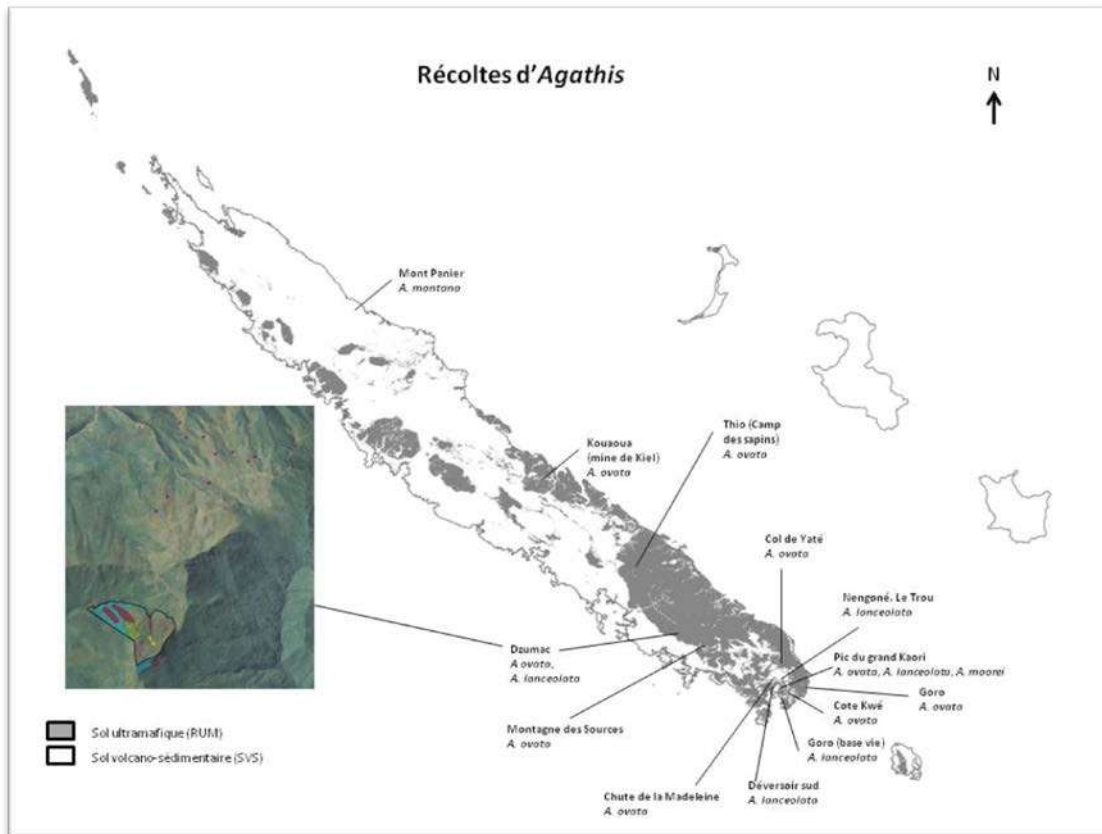 Récoltes d'Agathis
N
Mont Panier
A. montana
Kouaoua
(mine de Kiel)
A. ovata
Thio (Camp
des sapins)
A. ovata
Col de Yaté
A. ovata
Nengoné, Le Trou
A. lanceolata
Pic du grand Kaori
A. ovata, A. lanceolata, A. moorei
Goro
A. ovata
Cote Kwé
A. ovata
Goro (base vie)
A. lanceolata
Déversoir sud
A. lanceolata
Chute de la Madeleine
A. ovata
Montagne des Sources
A. ovata
Dzumac
A ovata,
A. lanceolata
Sol ultramafique (RUM)
Sol volcano-sédimentaire (SVS)